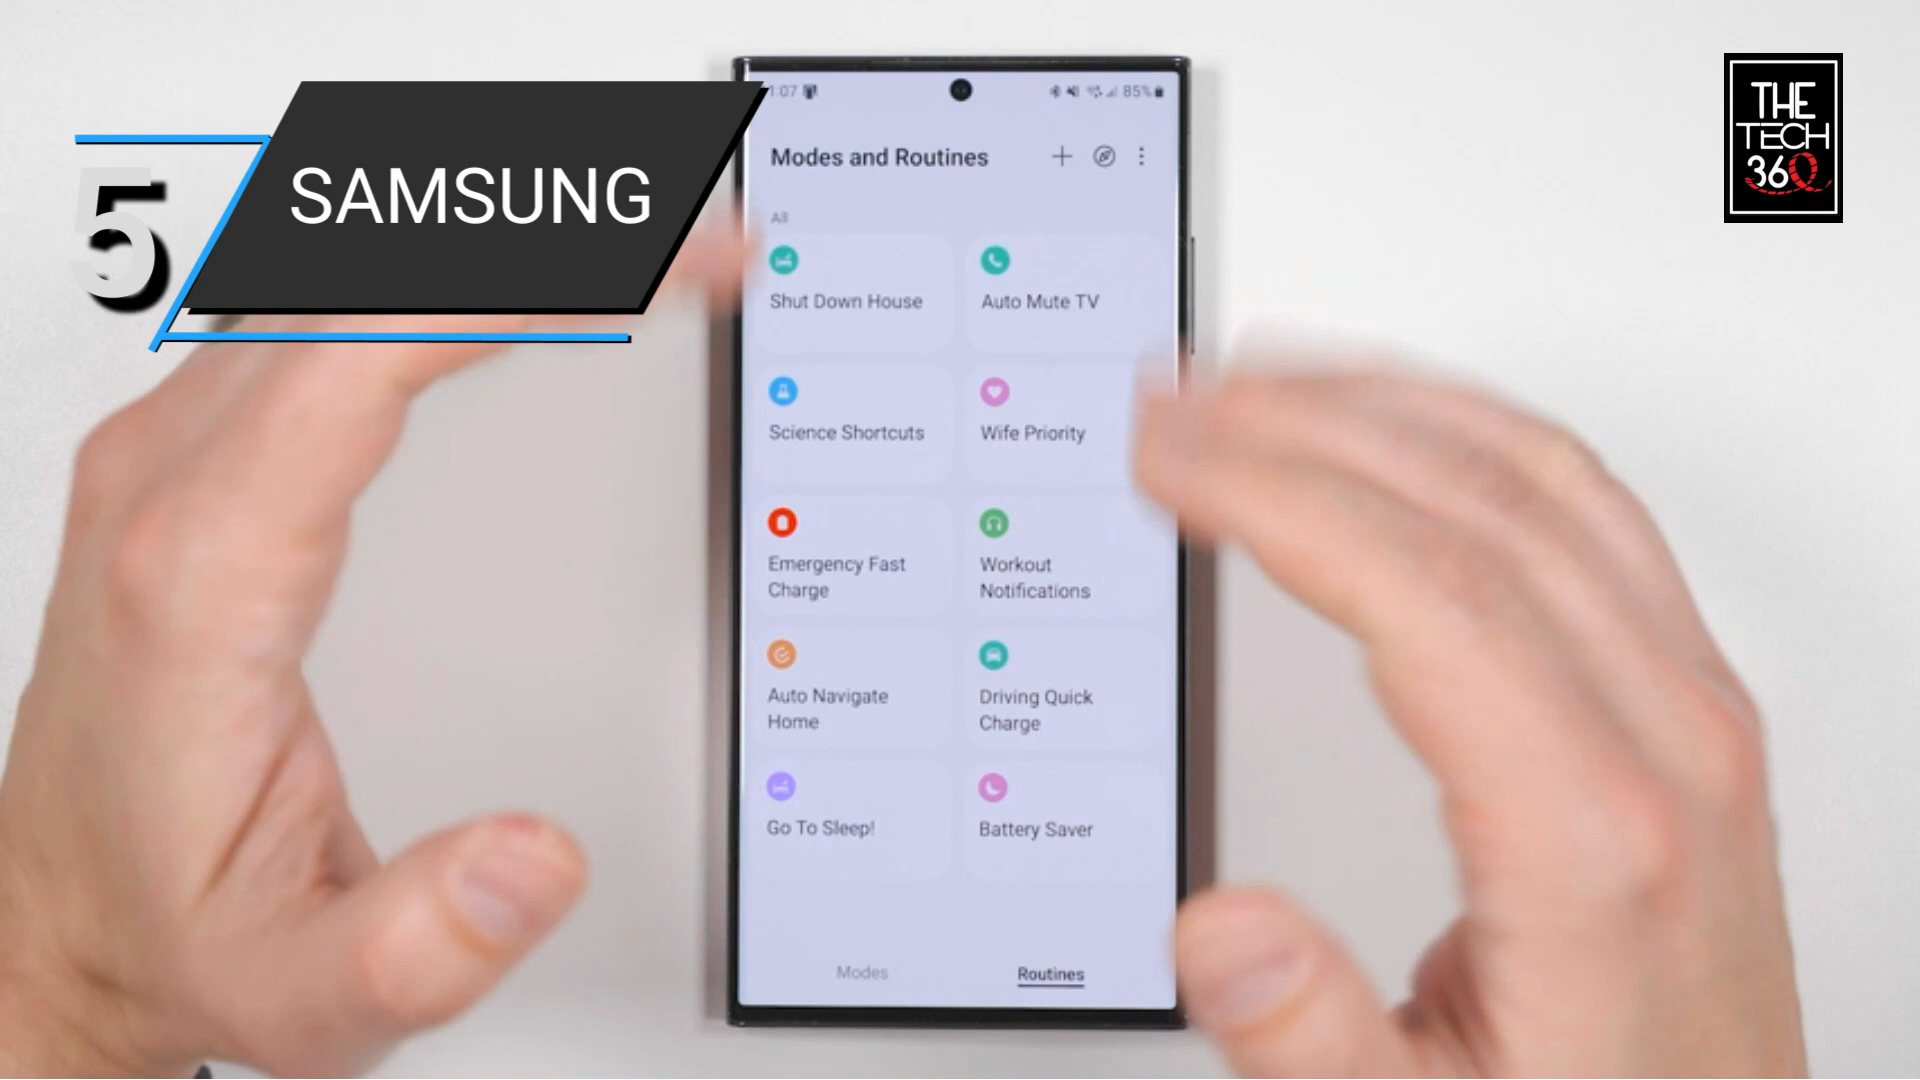 5
SAMSUNG
THE
TECH
360
1:07
85%
Modes and Routines
All
Shut Down House
Auto Mute TV
Science Shortcuts
Wife Priority
Emergency Fast
Charge
Workout
Notifications
Auto Navigate
Home
Driving Quick
Charge
Go To Sleep!
Battery Saver
Modes
Routines